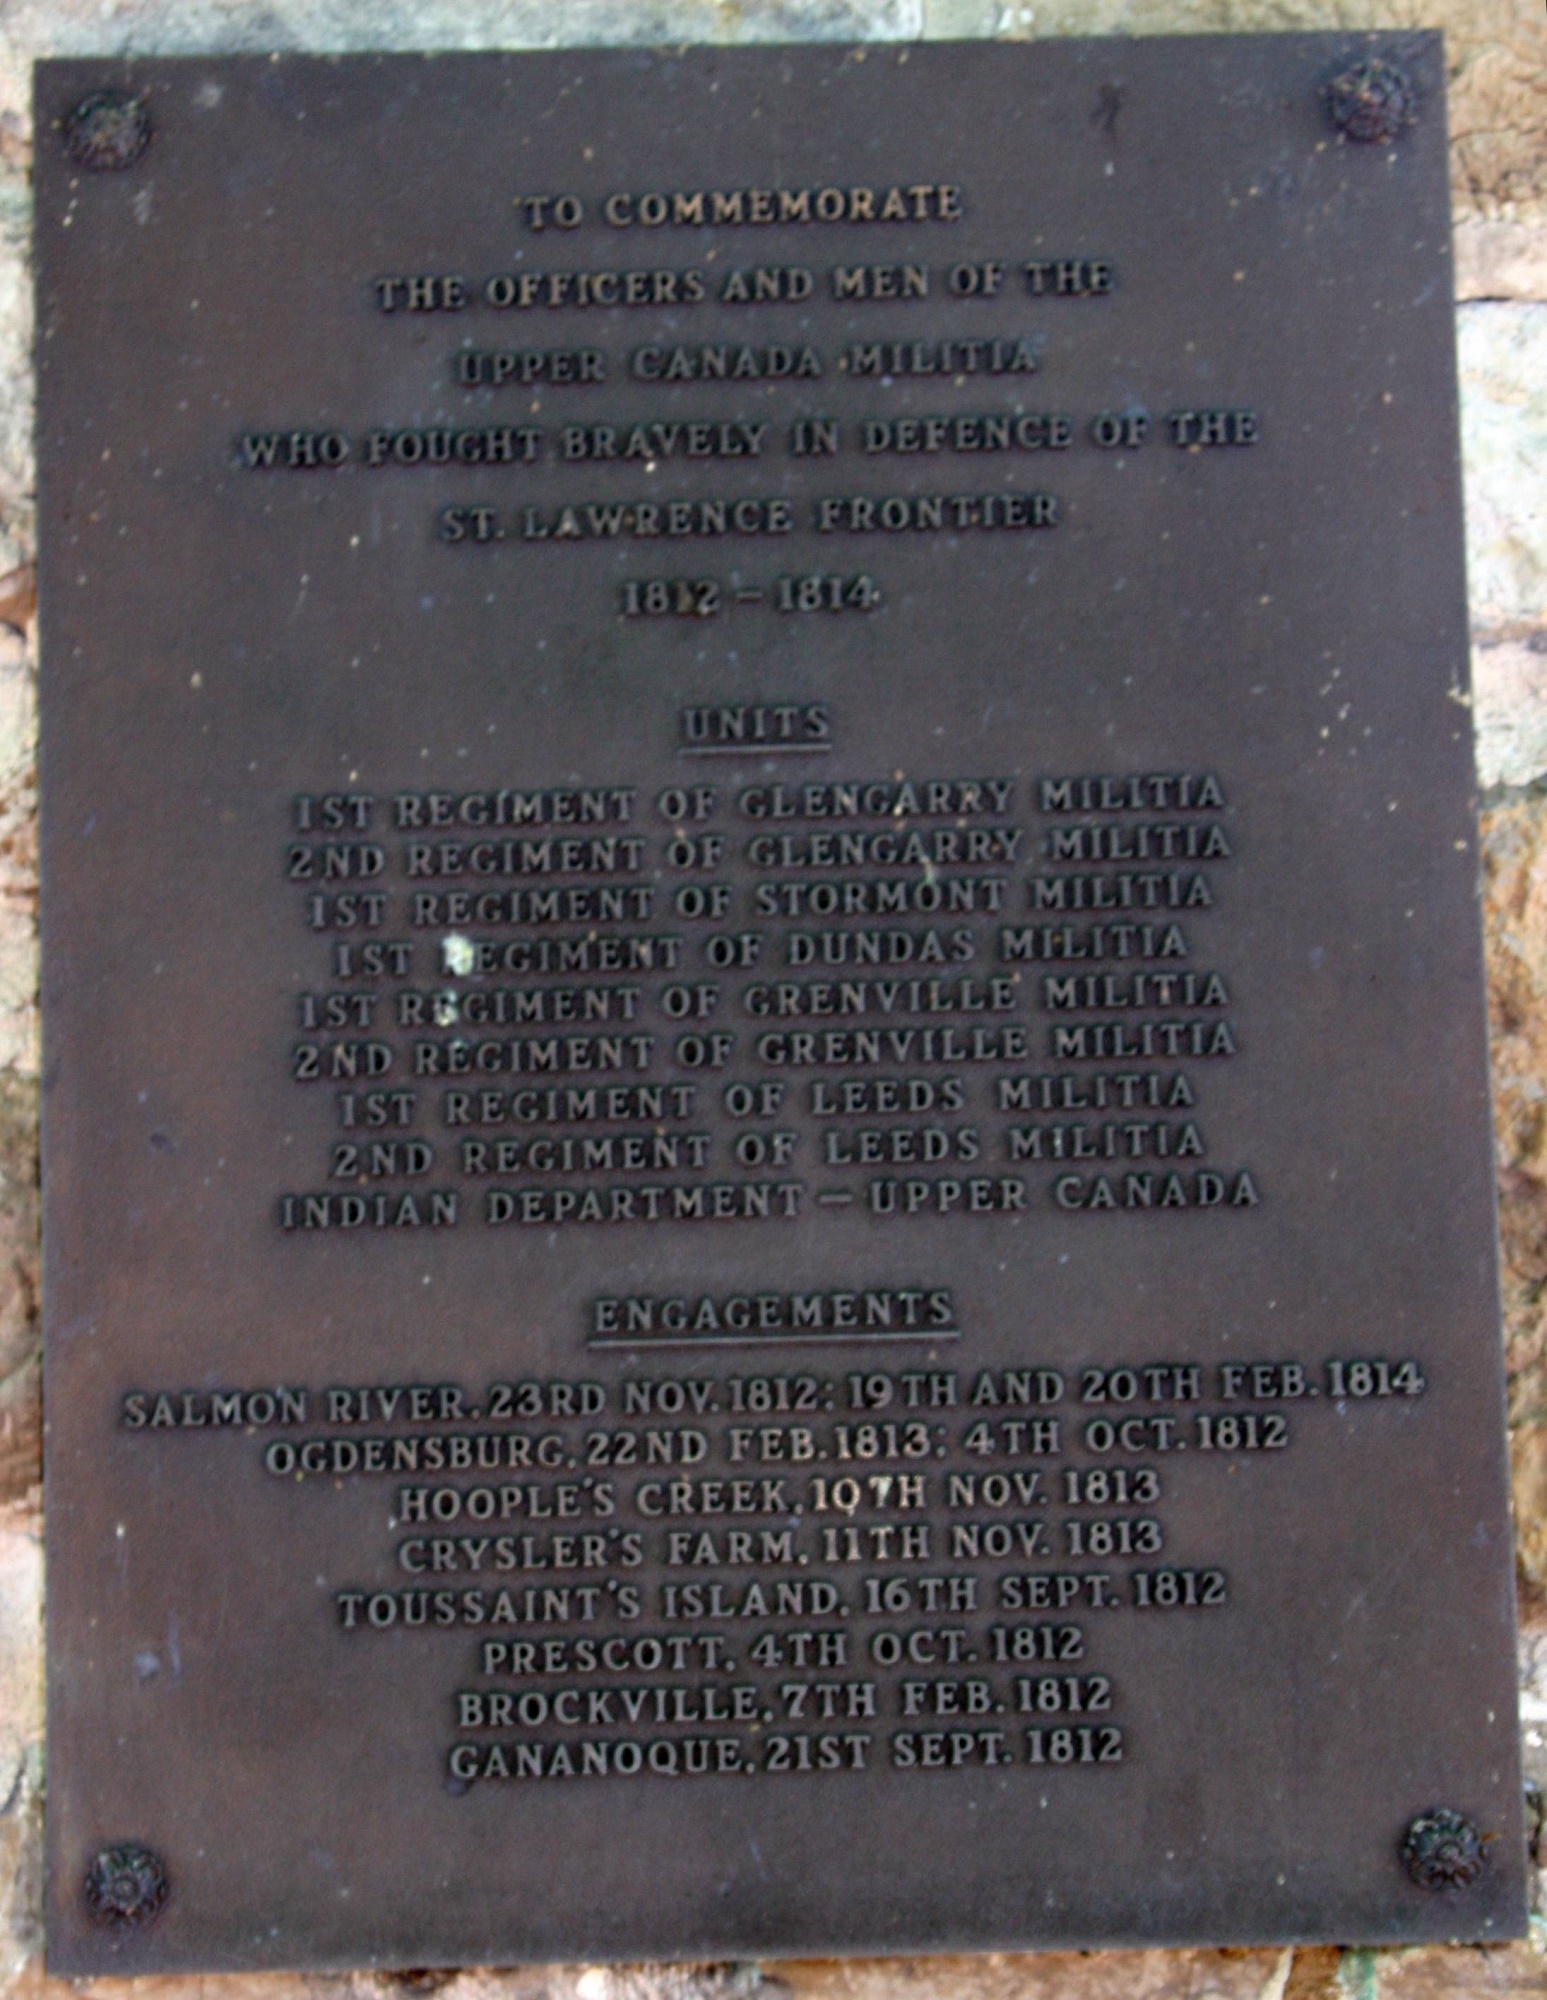 TO COMMEMORATE
THE OFFICERS AND MEN OF THE
UPPER CANADA MILITIA
WHO FOUGHT BRAVELY IN DEFENCE OF THE
ST. LAWRENCE FRONTIER
1812 – 1814
UNITS
1ST REGIMENT OF GLENGARRY MILITIA
2ND REGIMENT OF GLENGARRY MILITIA
1ST REGIMENT OF STORMONT MILITIA
1ST REGIMENT OF DUNDAS MILITIA
1ST REGIMENT OF GRENVILLE MILITIA
2ND REGIMENT OF GRENVILLE MILITIA
1ST REGIMENT OF LEEDS MILITIA
2ND REGIMENT OF LEEDS MILITIA
INDIAN DEPARTMENT – UPPER CANADA
ENGAGEMENTS
SALMON RIVER, 23RD NOV. 1812; 19TH AND 20TH FEB. 1814
OGDENSBURG, 22ND FEB. 1813; 4TH OCT. 1812
HOOPLE'S CREEK, 10TH NOV. 1813
CRYSLER'S FARM, 11TH NOV. 1813
TOUSSAINT'S ISLAND, 16TH SEPT. 1812
PRESCOTT, 4TH OCT. 1812
BROCKVILLE, 7TH FEB. 1812
GANANOQUE, 21ST SEPT. 1812